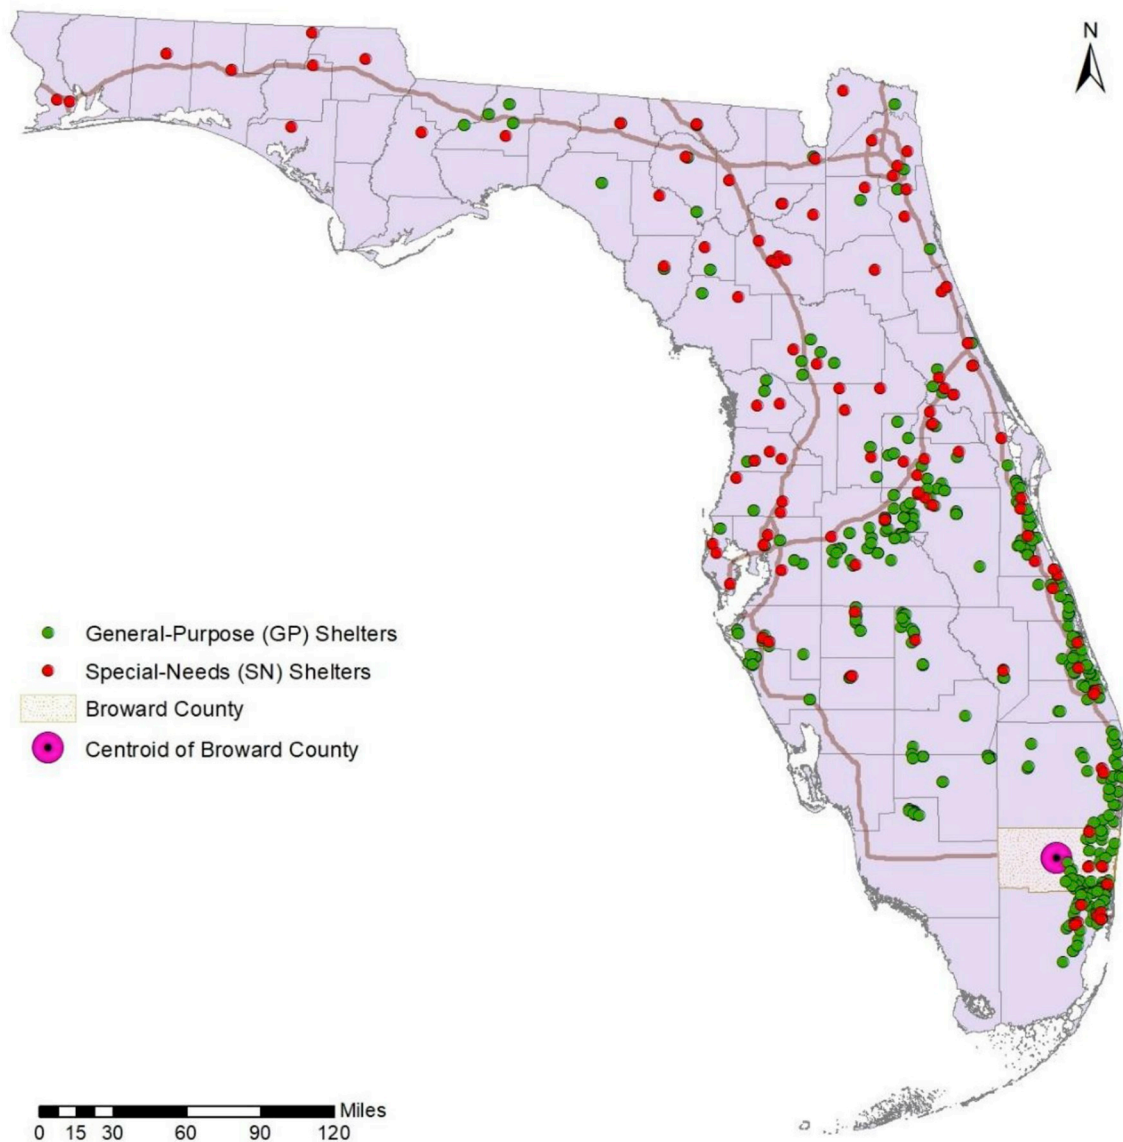 N
General-Purpose (GP) Shelters
Special-Needs (SN) Shelters
Broward County
Centroid of Broward County
Miles
0 15 30 60 90 120